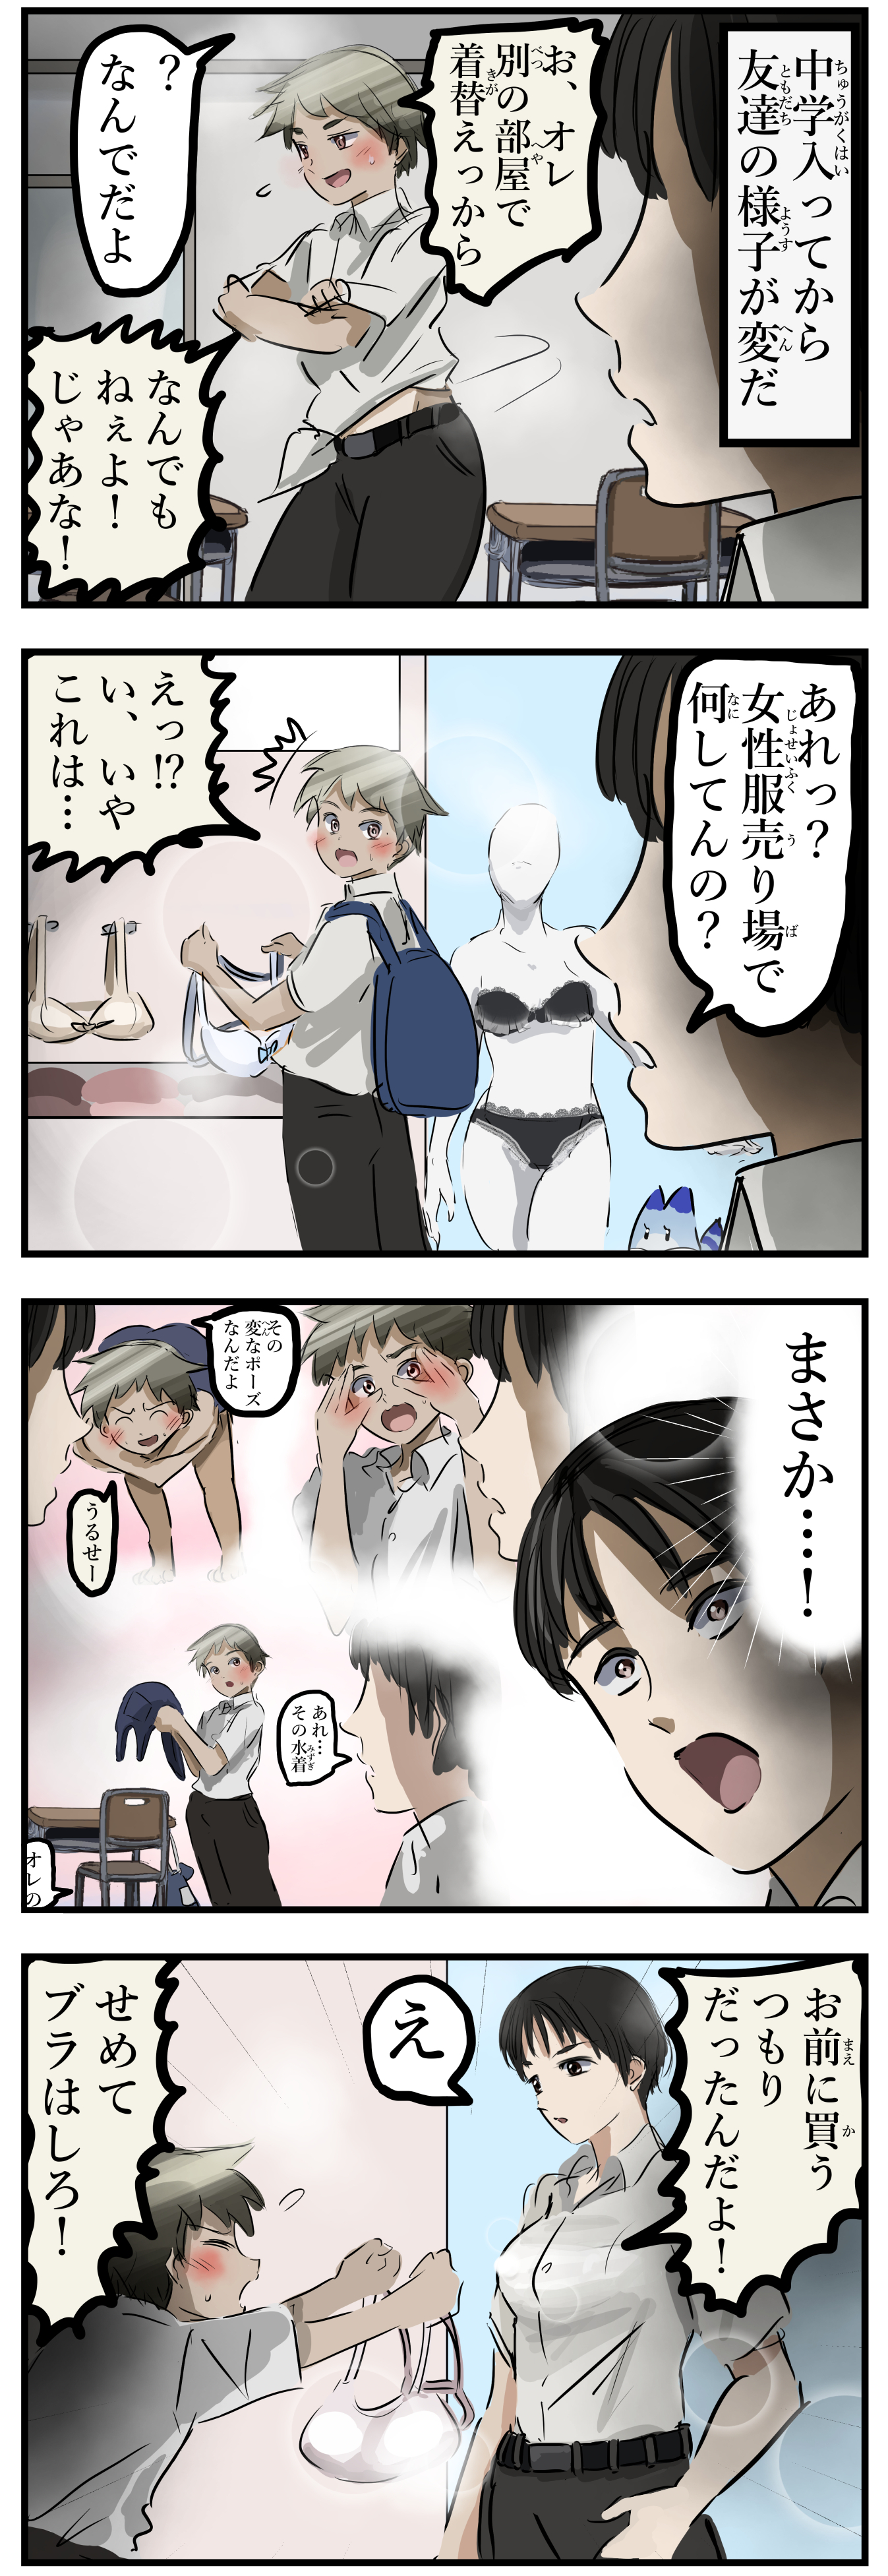 中学入ってから
友達の様子が変だ
お、オレ
別の部屋で
着替えっから
？
なんでだよ
なんでも
ねぇよ！
じゃあな！
あれっ？
女性服売り場で
何してんの？
えっ!?
い、いや
これは…
まさか…！
その
変なポーズ
なんだよ
うるせー
あれ…
その水着
オレの
お前に買う
つもり
だったんだよ！
え
せめて
ブラはしろ！